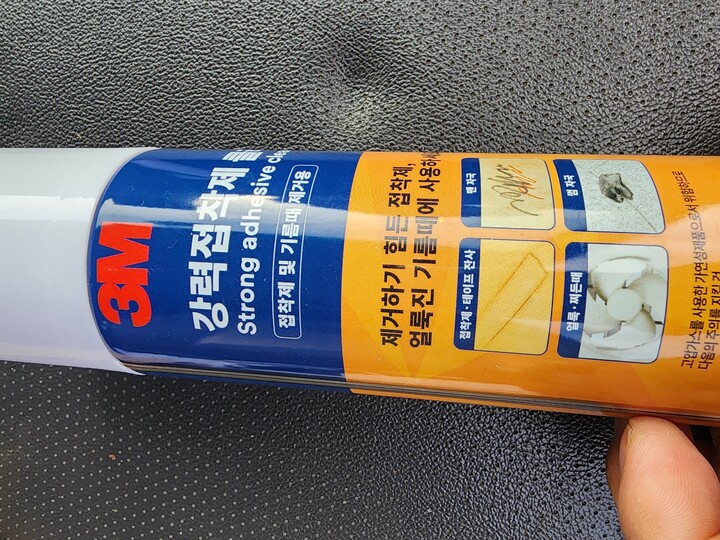 3M
강력접착제
Strong adhesive
접착제 및 기름때 제거용
제거하기 힘든 접착제,
얼룩진 기름때에 사용하세
펜 자국
껌 자국
접착제·테이프 잔사
얼룩·찌든때
고압가스를 사용한 가연성제품으로서 위험하므로
다음의 주의를 지킬 것